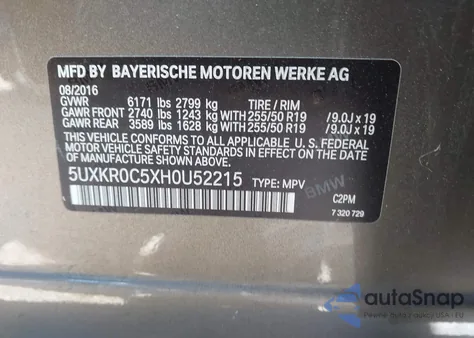 MFD BY BAYERISCHE MOTOREN WERKE AG
08/2016
GVWR 6171 lbs 2799 kg TIRE / RIM
GAWR FRONT 2740 lbs 1243 kg WITH 255/50 R19 /9.0J x 19
GAWR REAR 3589 lbs 1628 kg WITH 255/50 R19 /9.0J x 19
THIS VEHICLE CONFORMS TO ALL APPLICABLE U.S. FEDERAL
MOTOR VEHICLE SAFETY STANDARDS IN EFFECT ON THE
DATE OF MANUFACTURE SHOWN ABOVE.
5UXKR0C5XH0U52215 TYPE: MPV
BMW
C2PM
7 320 729
autoSnap